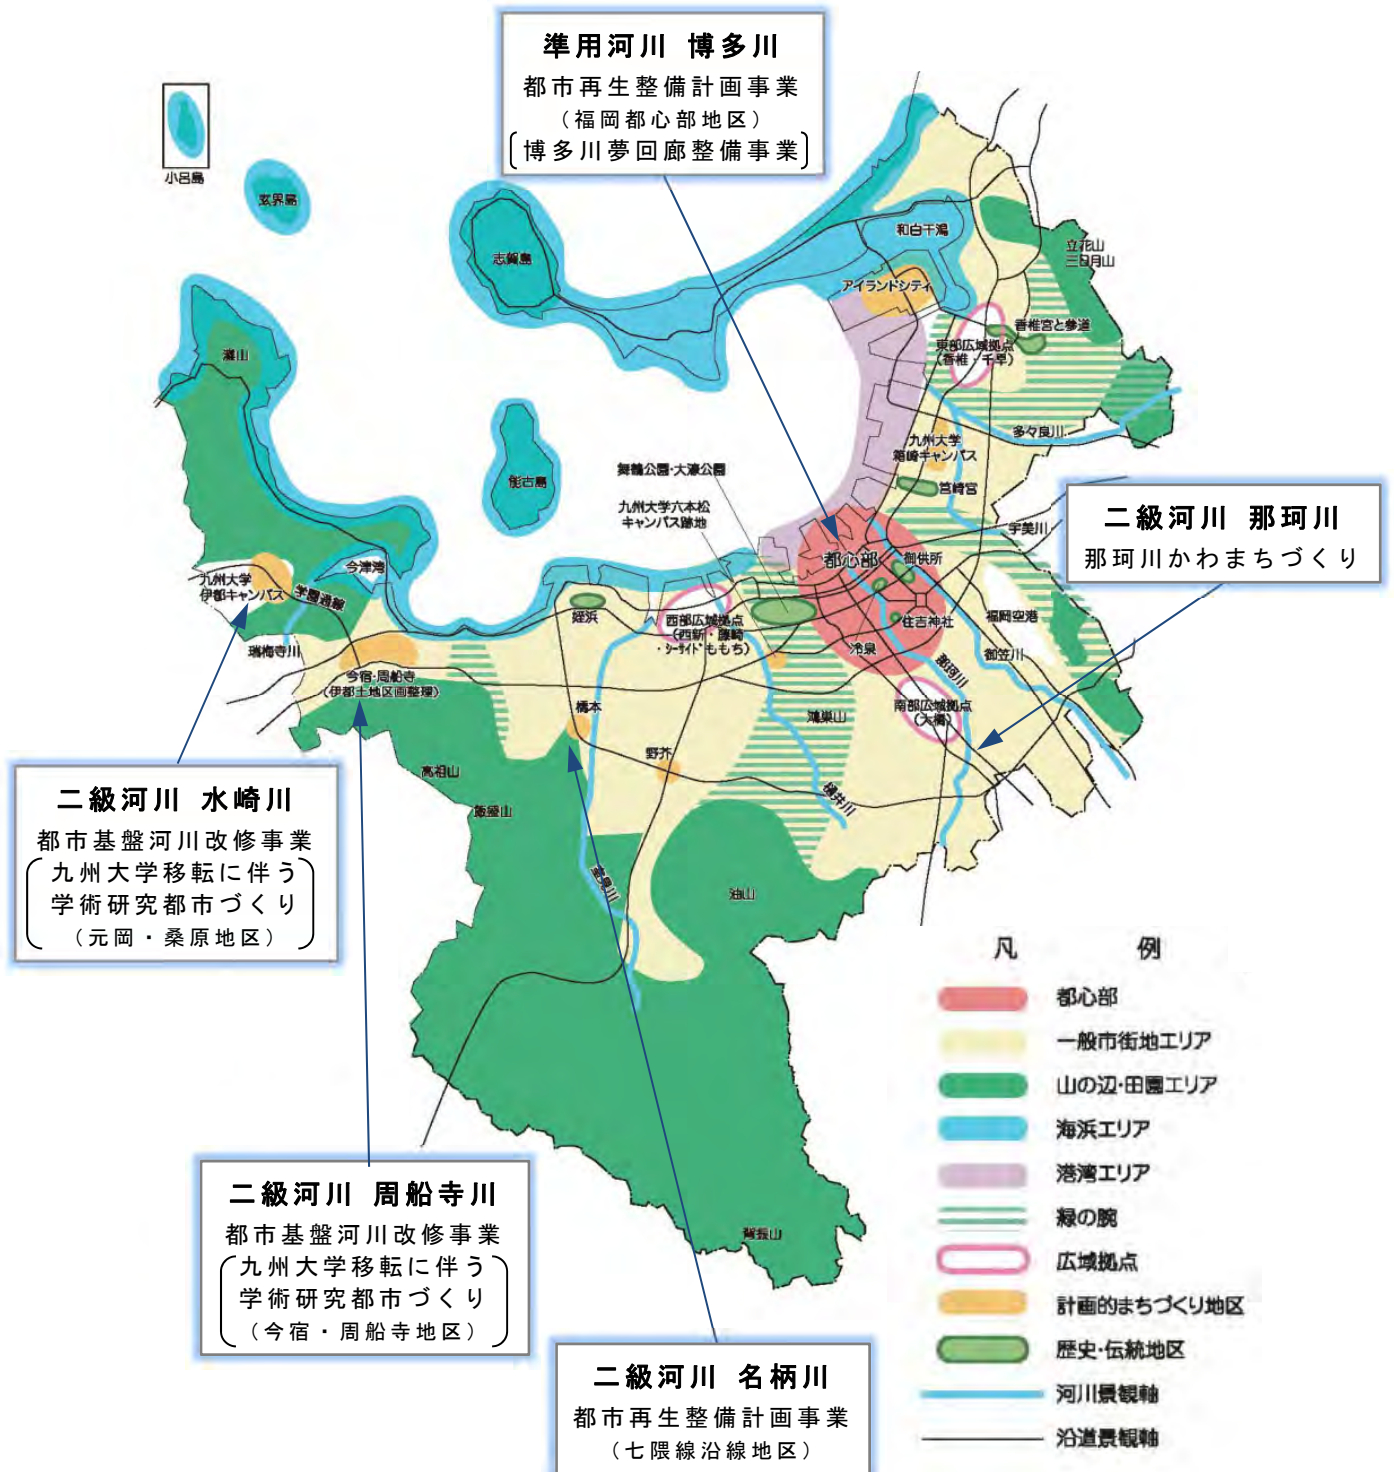 準用河川 博多川
都市再生整備計画事業
（福岡都心部地区）
博多川夢回廊整備事業
小呂島
玄界島
志賀島
和白干潟
立花山
三日月山
アイランドシティ
香椎宮と参道
東部広域拠点
（香椎・千早）
灘山
多々良川
九州大学
箱崎キャンパス
筥崎宮
舞鶴公園・大濠公園
能古島
九州大学六本松
キャンパス跡地
宇美川
二級河川 那珂川
那珂川かわまちづくり
都心部
御供所
今津湾
九州大学
伊都キャンパス
学園通線
姪浜
西部広域拠点
（西新・藤崎
・シーサイドももち）
住吉神社
福岡空港
冷泉
御笠川
瑞梅寺川
那珂川
今宿・周船寺
（伊都土地区画整理）
橋本
鴻巣山
南部広域拠点
（大橋）
野芥
高祖山
飯盛山
樋井川
二級河川 水崎川
都市基盤河川改修事業
九州大学移転に伴う
学術研究都市づくり
（元岡・桑原地区）
室見川
油山
凡 例
都心部
一般市街地エリア
山の辺・田園エリア
海浜エリア
港湾エリア
緑の腕
広域拠点
計画的まちづくり地区
歴史・伝統地区
河川景観軸
沿道景観軸
二級河川 周船寺川
都市基盤河川改修事業
九州大学移転に伴う
学術研究都市づくり
（今宿・周船寺地区）
背振山
二級河川 名柄川
都市再生整備計画事業
（七隈線沿線地区）